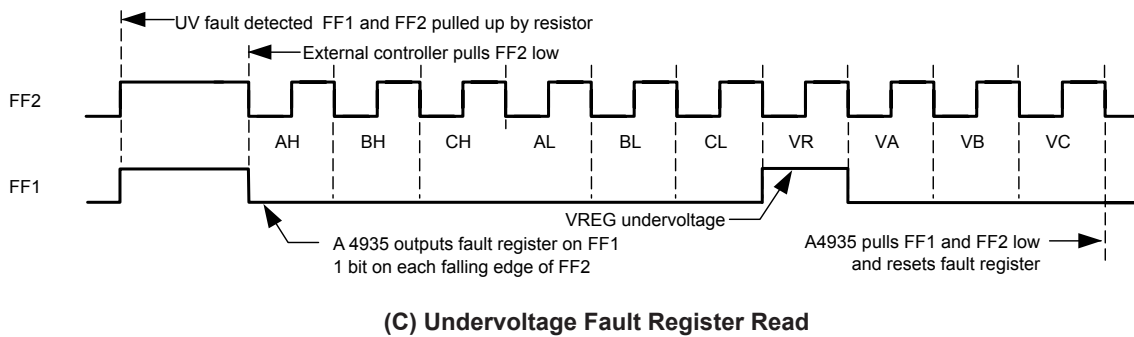 UV fault detected  FF1 and FF2 pulled up by resistor
External controller pulls FF2 low
FF2
AH BH CH AL BL CL VR VA VB VC
FF1
VREG undervoltage
A 4935 outputs fault register on FF1
1 bit on each falling edge of FF2
A4935 pulls FF1 and FF2 low
and resets fault register
(C) Undervoltage Fault Register Read